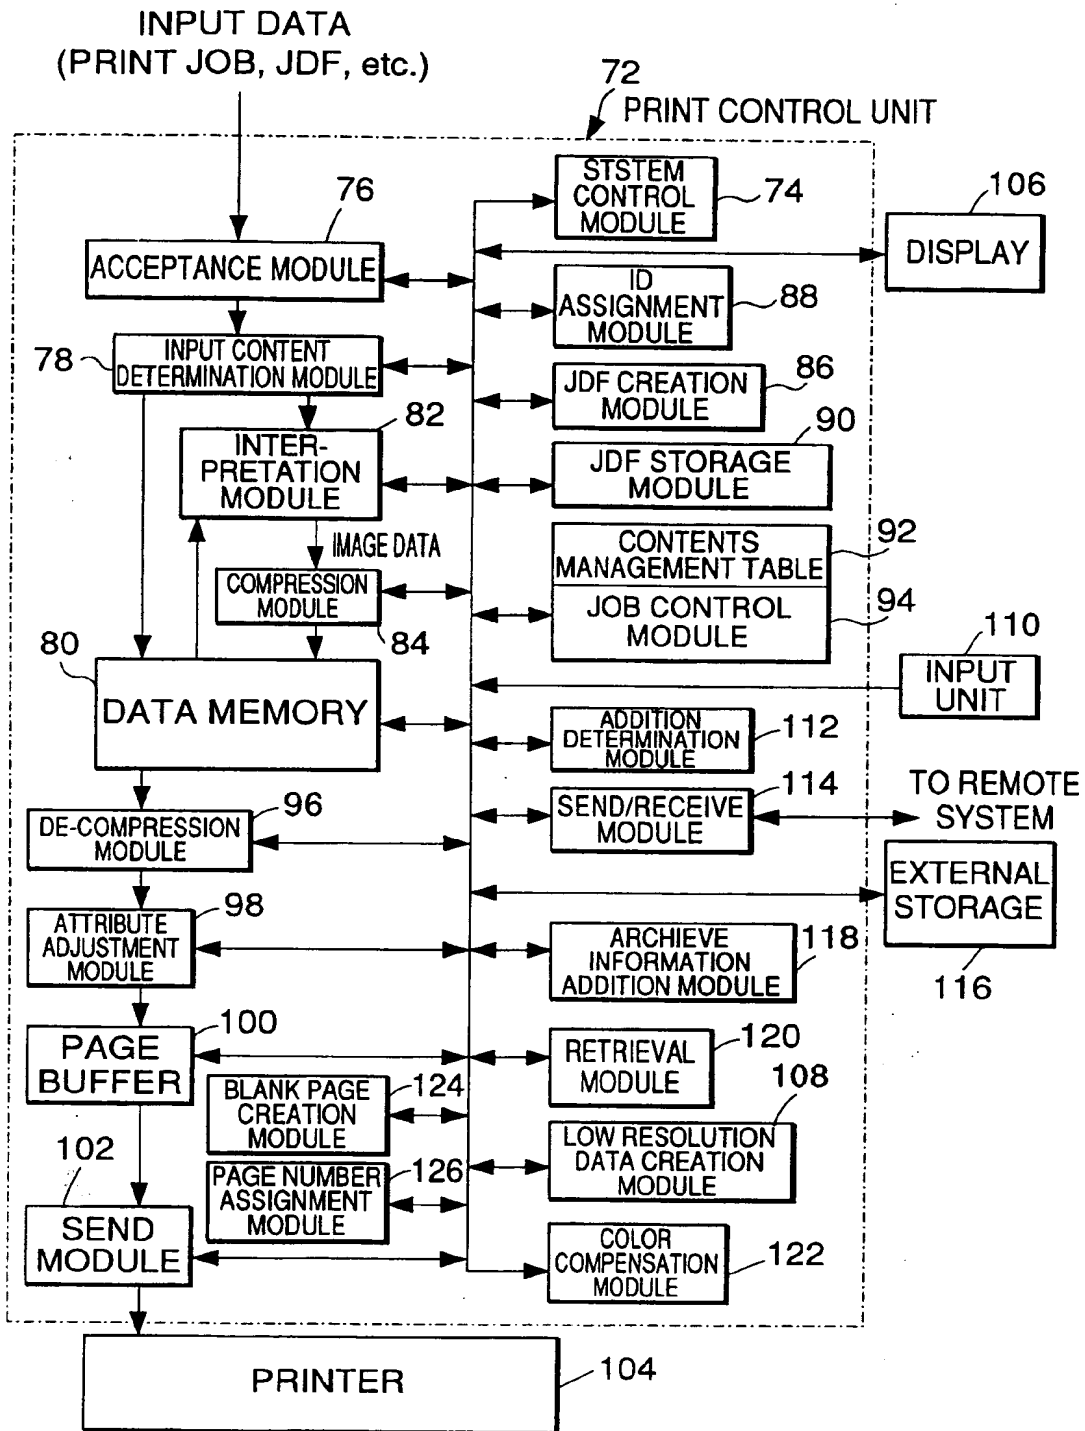 INPUT DATA
(PRINT JOB, JDF, etc.)
72
PRINT CONTROL UNIT
76
ACCEPTANCE MODULE
78
INPUT CONTENT
DETERMINATION MODULE
82
INTER-
PRETATION
MODULE
IMAGE DATA
COMPRESSION
MODULE
84
80
DATA MEMORY
96
DE-COMPRESSION
MODULE
98
ATTRIBUTE
ADJUSTMENT
MODULE
100
PAGE
BUFFER
BLANK PAGE
CREATION
MODULE
124
102
PAGE NUMBER
ASSIGNMENT
MODULE
126
SEND
MODULE
PRINTER
104
STSTEM
CONTROL
MODULE
74
106
DISPLAY
ID
ASSIGNMENT
MODULE
88
JDF CREATION
MODULE
86
90
JDF STORAGE
MODULE
CONTENTS
MANAGEMENT TABLE
92
JOB CONTROL
MODULE
94
110
INPUT
UNIT
ADDITION
DETERMINATION
MODULE
112
SEND/RECEIVE
MODULE
114
TO REMOTE
SYSTEM
EXTERNAL
STORAGE
116
ARCHIEVE
INFORMATION
ADDITION MODULE
118
RETRIEVAL
MODULE
120
108
LOW RESOLUTION
DATA CREATION
MODULE
COLOR
COMPENSATION
MODULE
122